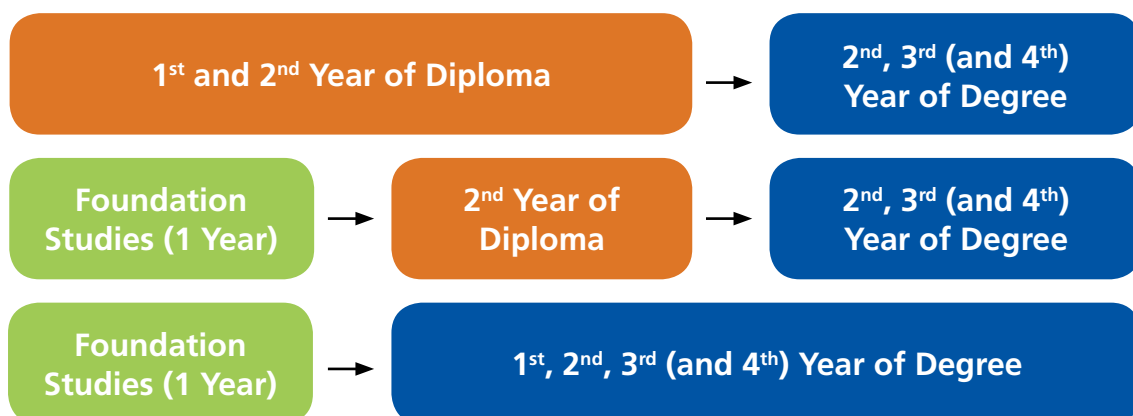 1st and 2nd Year of Diploma
2nd, 3rd (and 4th)
Year of Degree
Foundation
Studies (1 Year)
2nd Year of
Diploma
2nd, 3rd (and 4th)
Year of Degree
Foundation
Studies (1 Year)
1st, 2nd, 3rd (and 4th) Year of Degree